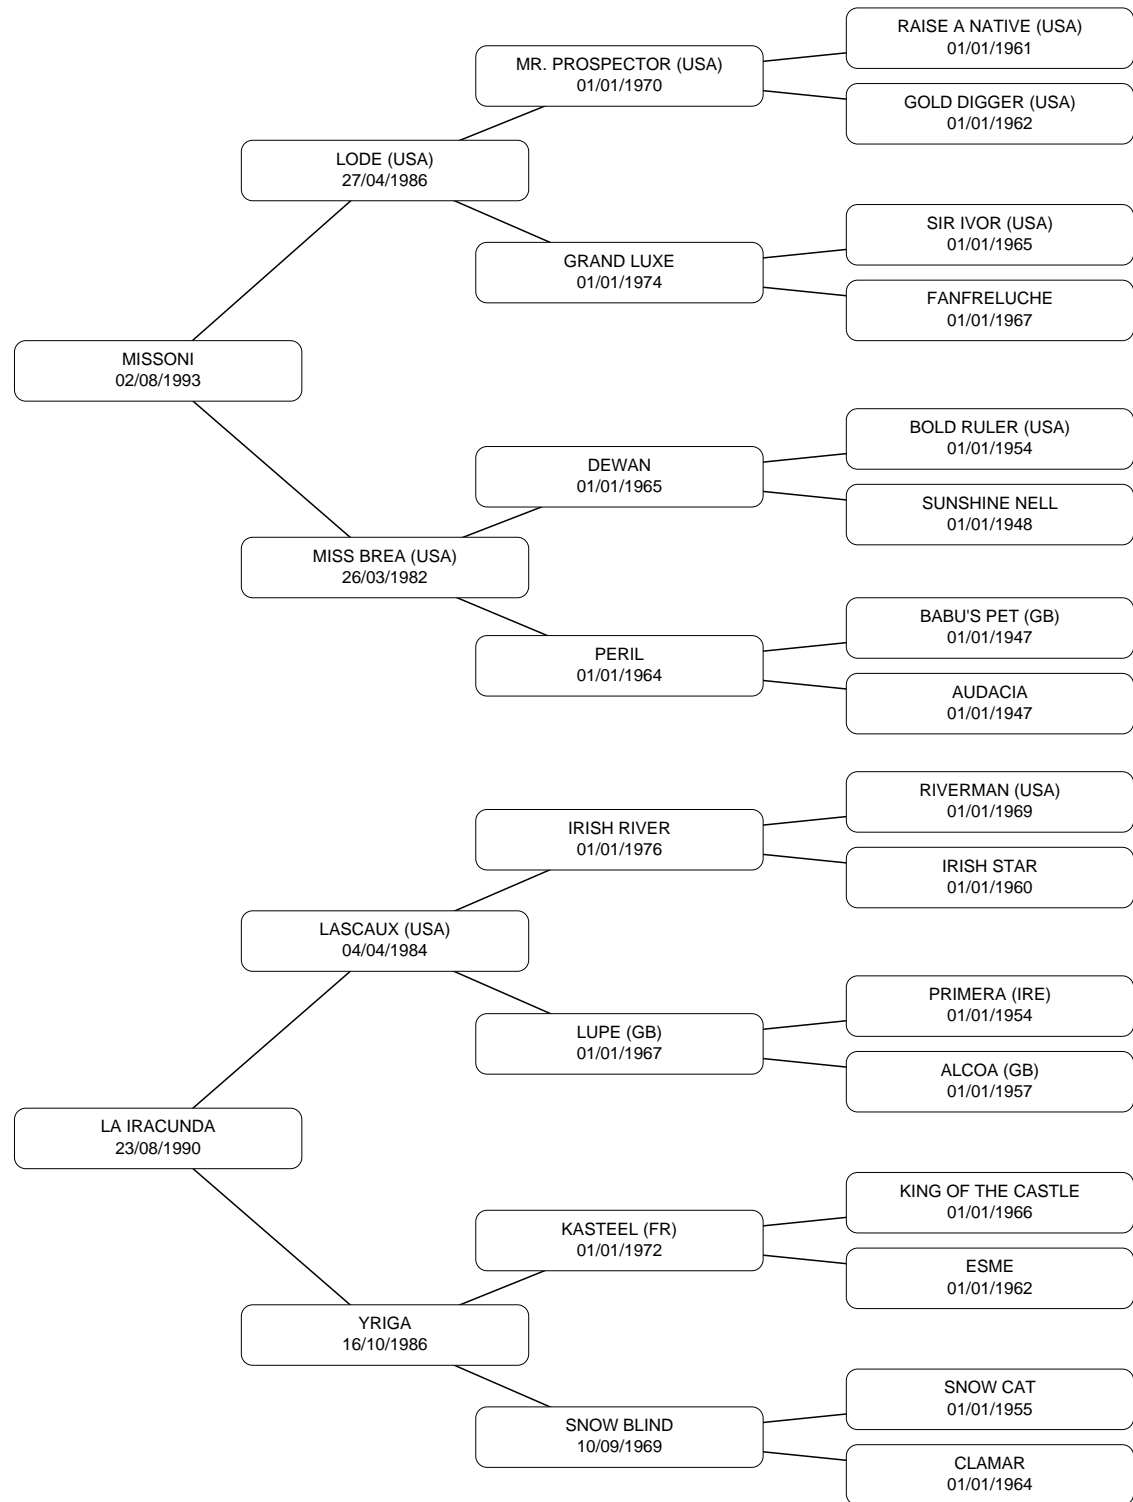 RAISE A NATIVE (USA)
01/01/1961
MR. PROSPECTOR (USA)
01/01/1970
GOLD DIGGER (USA)
01/01/1962
LODE (USA)
27/04/1986
SIR IVOR (USA)
01/01/1965
GRAND LUXE
01/01/1974
FANFRELUCHE
01/01/1967
MISSONI
02/08/1993
BOLD RULER (USA)
01/01/1954
DEWAN
01/01/1965
SUNSHINE NELL
01/01/1948
MISS BREA (USA)
26/03/1982
BABU'S PET (GB)
01/01/1947
PERIL
01/01/1964
AUDACIA
01/01/1947
RIVERMAN (USA)
01/01/1969
IRISH RIVER
01/01/1976
IRISH STAR
01/01/1960
LASCAUX (USA)
04/04/1984
PRIMERA (IRE)
01/01/1954
LUPE (GB)
01/01/1967
ALCOA (GB)
01/01/1957
LA IRACUNDA
23/08/1990
KING OF THE CASTLE
01/01/1966
KASTEEL (FR)
01/01/1972
ESME
01/01/1962
YRIGA
16/10/1986
SNOW CAT
01/01/1955
SNOW BLIND
10/09/1969
CLAMAR
01/01/1964